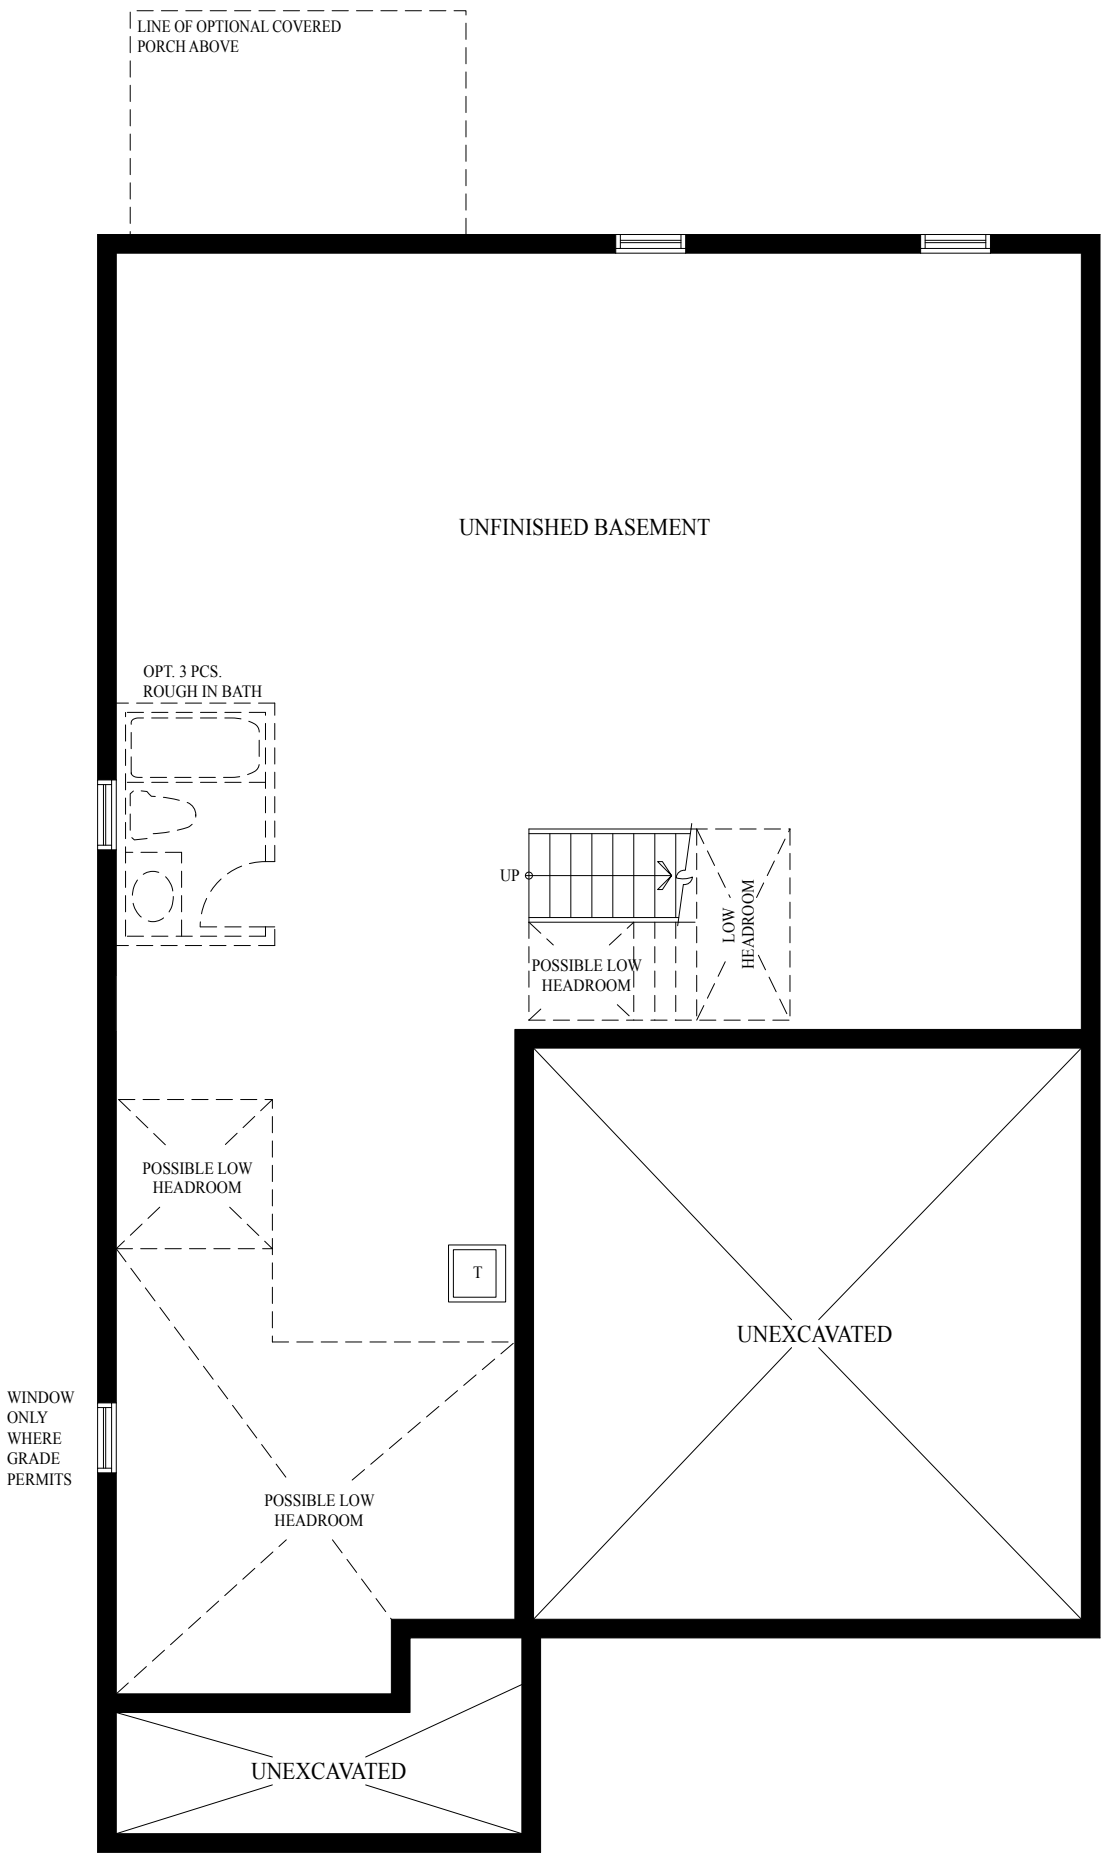 LINE OF OPTIONAL COVERED
PORCH ABOVE
UNFINISHED BASEMENT
OPT. 3 PCS.
ROUGH IN BATH
UP
LOW
HEADROOM
POSSIBLE LOW
HEADROOM
POSSIBLE LOW
HEADROOM
T
UNEXCAVATED
WINDOW
ONLY
WHERE
GRADE
PERMITS
POSSIBLE LOW
HEADROOM
UNEXCAVATED